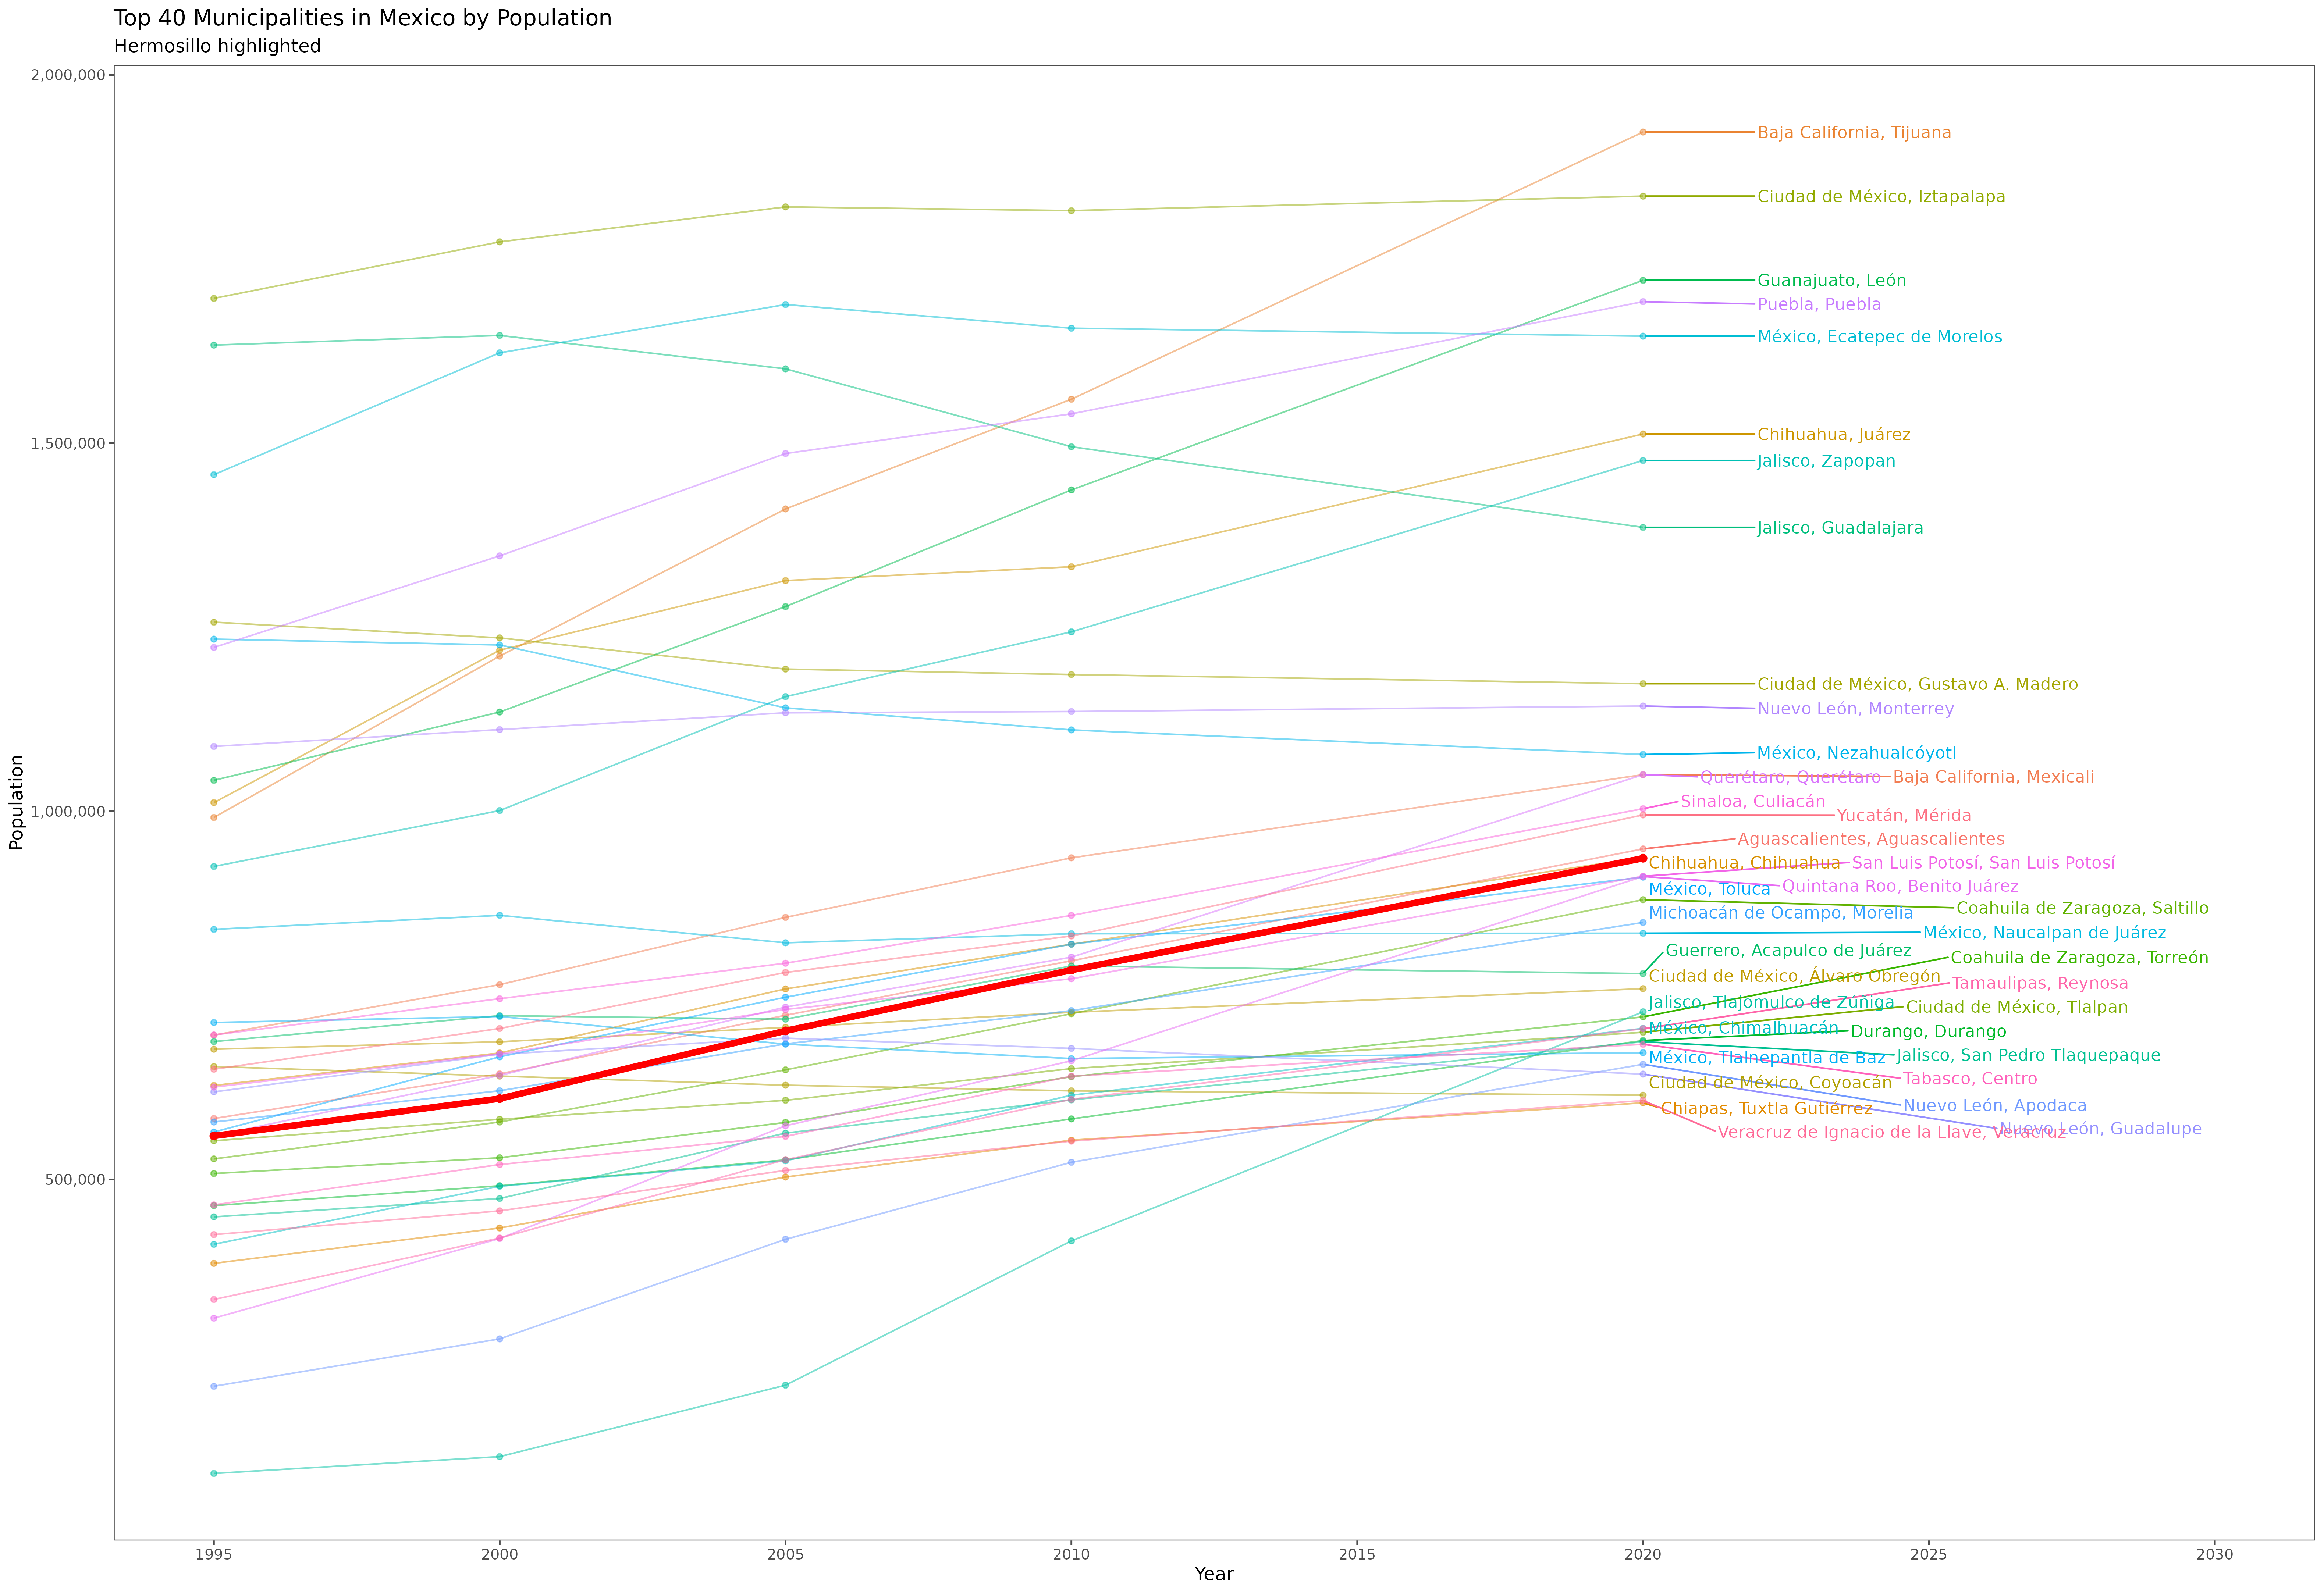 Top 40 Municipalities in Mexico by Population
Hermosillo highlighted
2,000,000
1,500,000
1,000,000
500,000
Population
Baja California, Tijuana
Ciudad de México, Iztapalapa
Guanajuato, León
Puebla, Puebla
México, Ecatepec de Morelos
Chihuahua, Juárez
Jalisco, Zapopan
Jalisco, Guadalajara
Ciudad de México, Gustavo A. Madero
Nuevo León, Monterrey
México, Nezahualcóyotl
Querétaro, Querétaro
Baja California, Mexicali
Sinaloa, Culiacán
Yucatán, Mérida
Aguascalientes, Aguascalientes
Chihuahua, Chihuahua
San Luis Potosí, San Luis Potosí
México, Toluca
Quintana Roo, Benito Juárez
Coahuila de Zaragoza, Saltillo
Michoacán de Ocampo, Morelia
México, Naucalpan de Juárez
Guerrero, Acapulco de Juárez
Coahuila de Zaragoza, Torreón
Ciudad de México, Álvaro Obregón
Tamaulipas, Reynosa
Jalisco, Tlajomulco de Zúñiga
Ciudad de México, Tlalpan
México, Chimalhuacán
Durango, Durango
México, Tlalnepantla de Baz
Jalisco, San Pedro Tlaquepaque
Tabasco, Centro
Ciudad de México, Coyoacán
Nuevo León, Apodaca
Chiapas, Tuxtla Gutiérrez
Nuevo León, Guadalupe
Veracruz de Ignacio de la Llave, Veracruz
1995
2000
2005
2010
2015
2020
2025
2030
Year